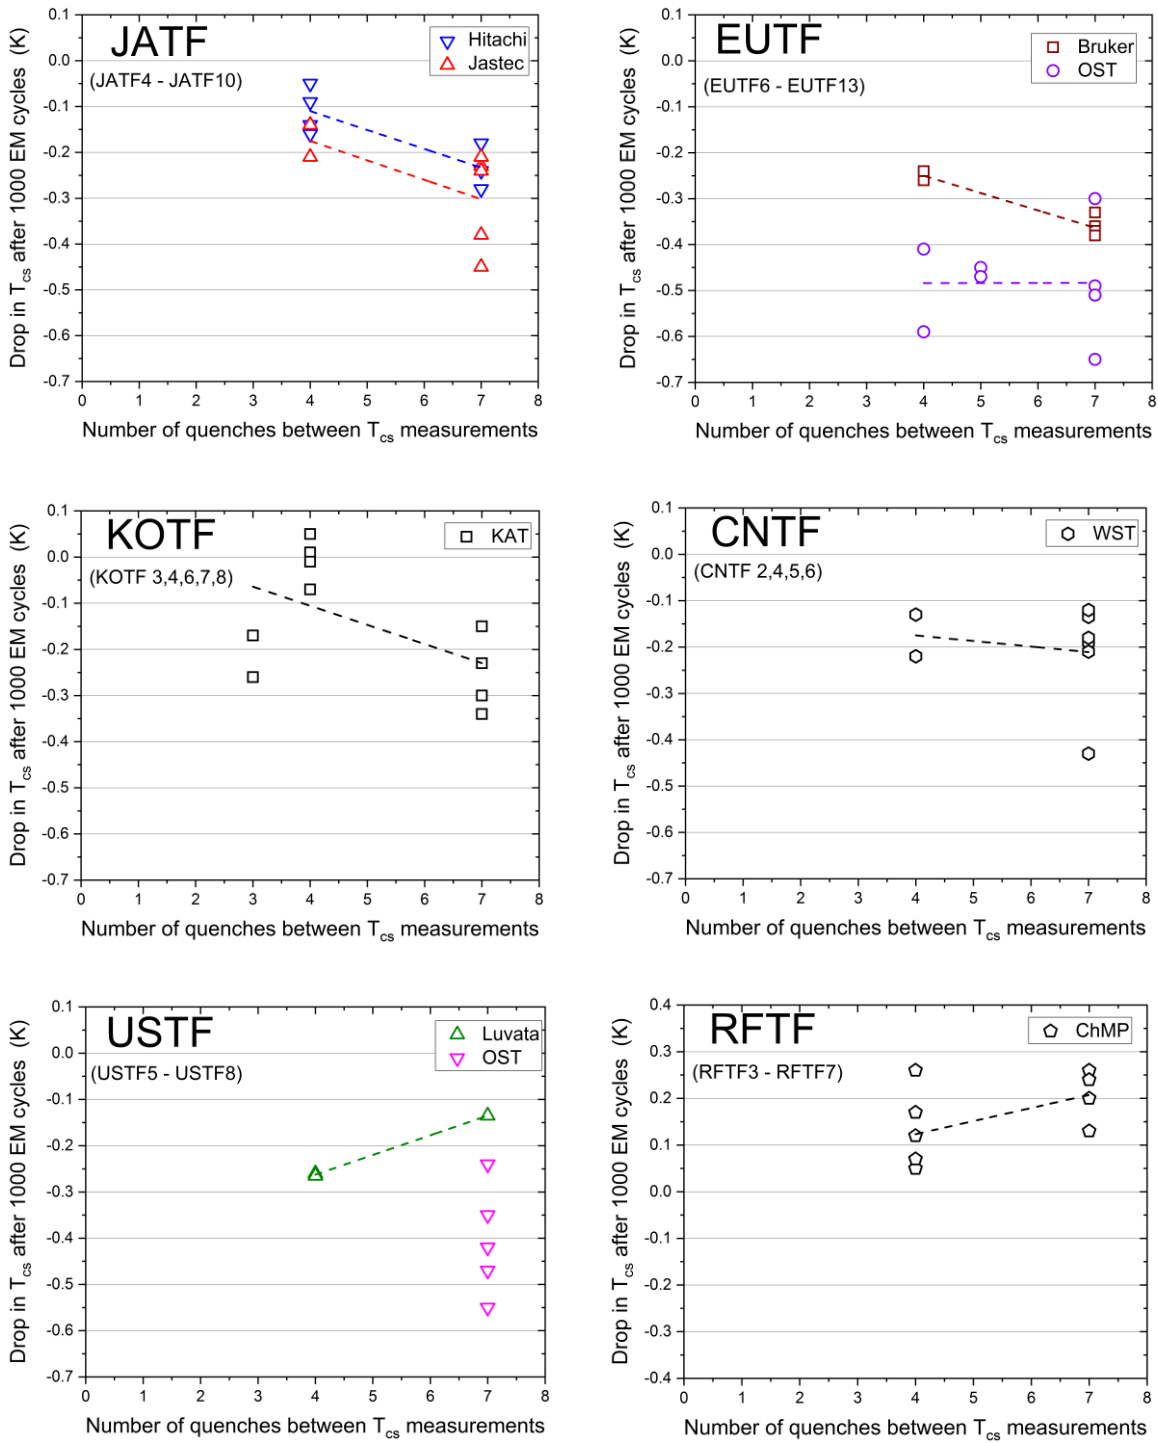 JATF
(JATF4 - JATF10)
Hitachi
Jastec
Drop in Tcs after 1000 EM cycles (K)
0.1
0.0
-0.1
-0.2
-0.3
-0.4
-0.5
-0.6
-0.7
0 1 2 3 4 5 6 7 8
Number of quenches between Tcs measurements
EUTF
(EUTF6 - EUTF13)
Bruker
OST
Drop in Tcs after 1000 EM cycles (K)
0.1
0.0
-0.1
-0.2
-0.3
-0.4
-0.5
-0.6
-0.7
0 1 2 3 4 5 6 7 8
Number of quenches between Tcs measurements
KOTF
(KOTF 3,4,6,7,8)
KAT
Drop in Tcs after 1000 EM cycles (K)
0.1
0.0
-0.1
-0.2
-0.3
-0.4
-0.5
-0.6
-0.7
0 1 2 3 4 5 6 7 8
Number of quenches between Tcs measurements
CNTF
(CNTF 2,4,5,6)
WST
Drop in Tcs after 1000 EM cycles (K)
0.1
0.0
-0.1
-0.2
-0.3
-0.4
-0.5
-0.6
-0.7
0 1 2 3 4 5 6 7 8
Number of quenches between Tcs measurements
USTF
(USTF5 - USTF8)
Luvata
OST
Drop in Tcs after 1000 EM cycles (K)
0.1
0.0
-0.1
-0.2
-0.3
-0.4
-0.5
-0.6
-0.7
0 1 2 3 4 5 6 7 8
Number of quenches between Tcs measurements
RFTF
(RFTF3 - RFTF7)
ChMP
Drop in Tcs after 1000 EM cycles (K)
0.4
0.3
0.2
0.1
0.0
-0.1
-0.2
-0.3
-0.4
0 1 2 3 4 5 6 7 8
Number of quenches between Tcs measurements